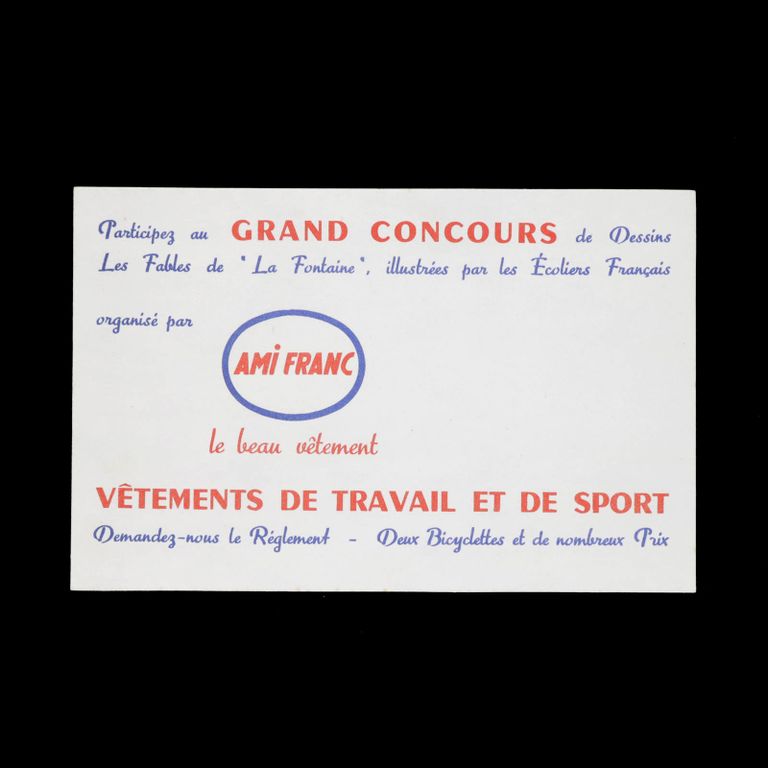 Participez au GRAND CONCOURS de Dessins
Les Fables de "La Fontaine", illustrées par les Écoliers Français
organisé par
AMi FRANC
le beau vêtement
VÊTEMENTS DE TRAVAIL ET DE SPORT
Demandez-nous le Réglement - Deux Bicyclettes et de nombreux Prix